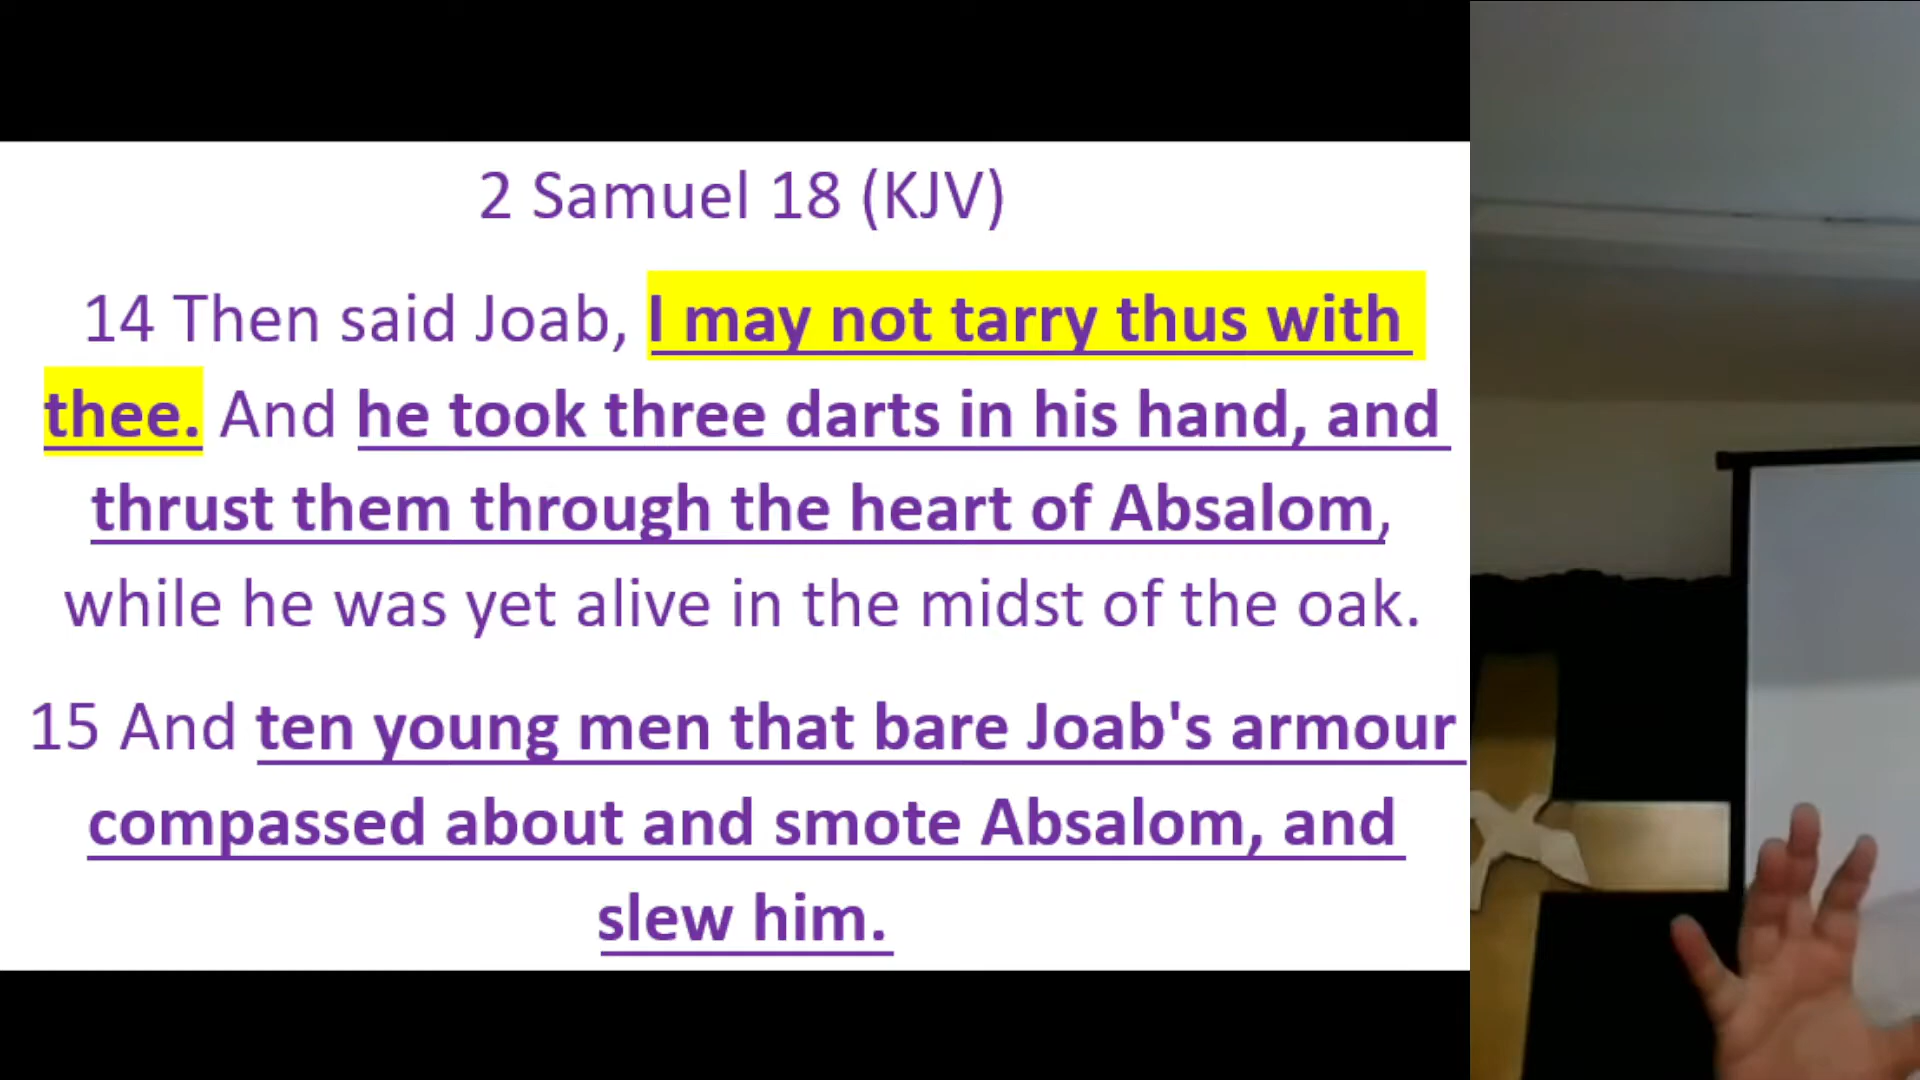 2 Samuel 18 (KJV)
14 Then said Joab, I may not tarry thus with
thee. And he took three darts in his hand, and
thrust them through the heart of Absalom,
while he was yet alive in the midst of the oak.
15 And ten young men that bare Joab's armour
compassed about and smote Absalom, and
slew him.